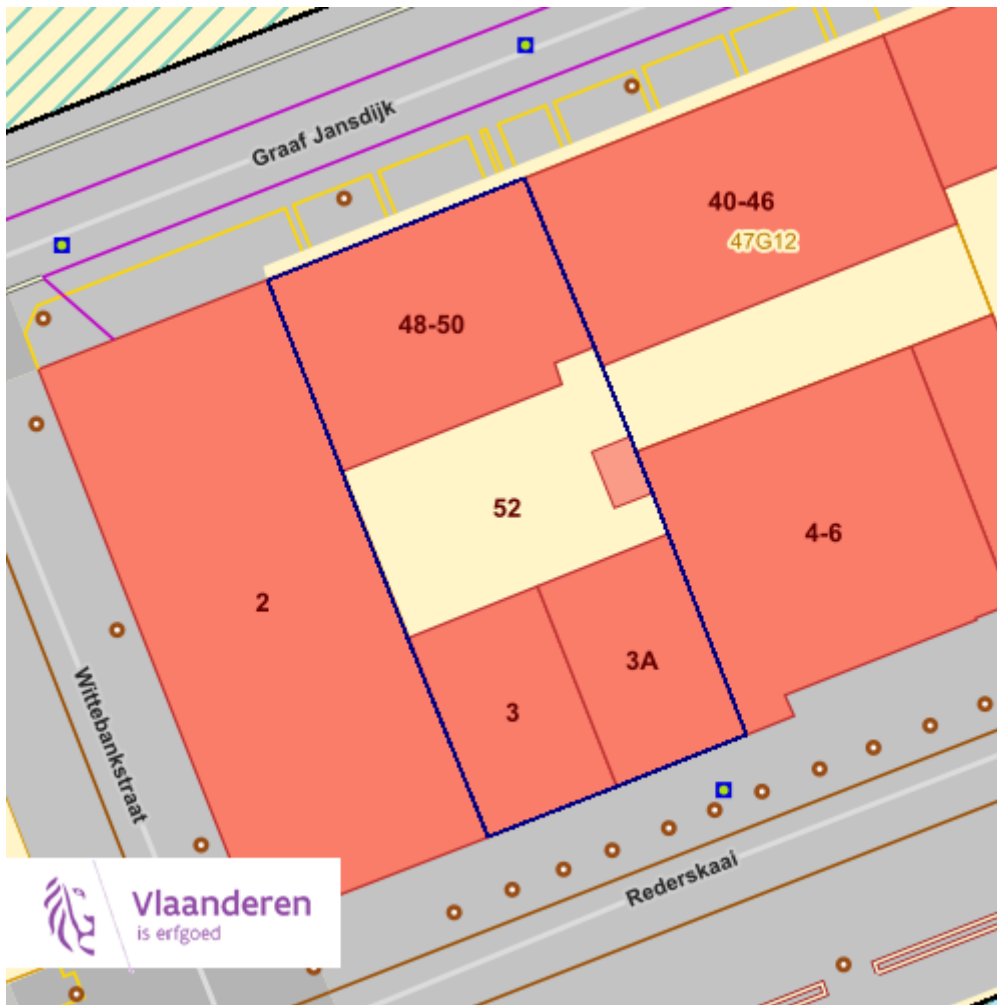 Graaf Jansdijk
40-46
47G12
48-50
52
4-6
2
3A
3
Wittebankstraat
Rederskaai
Vlaanderen
is erfgoed